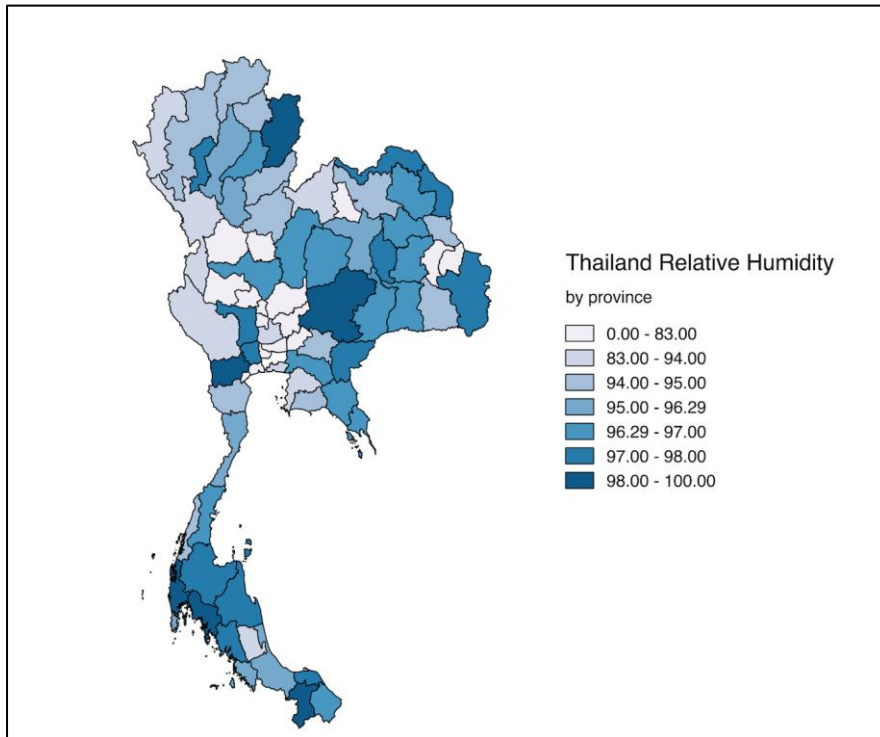 Thailand Relative Humidity
by province
0.00 - 83.00
83.00 - 94.00
94.00 - 95.00
95.00 - 96.29
96.29 - 97.00
97.00 - 98.00
98.00 - 100.00